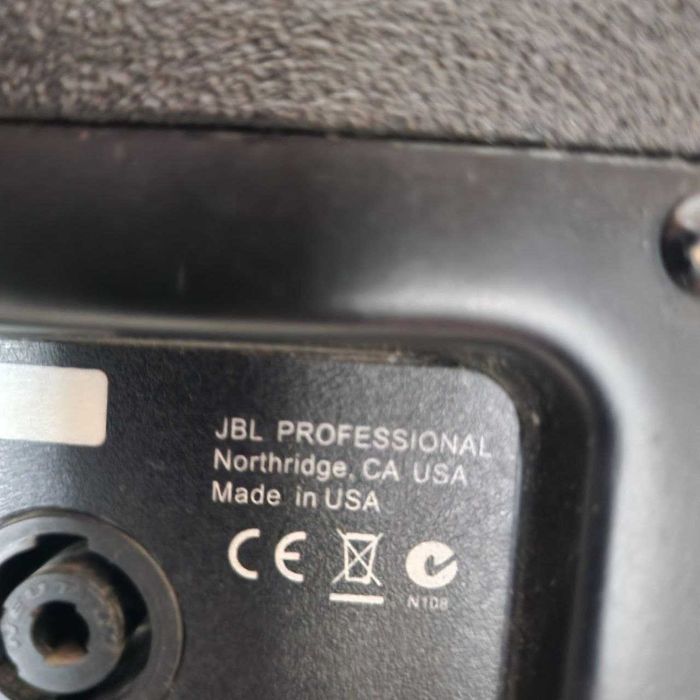 JBL PROFESSIONAL
Northridge, CA USA
Made in USA
CE
N108